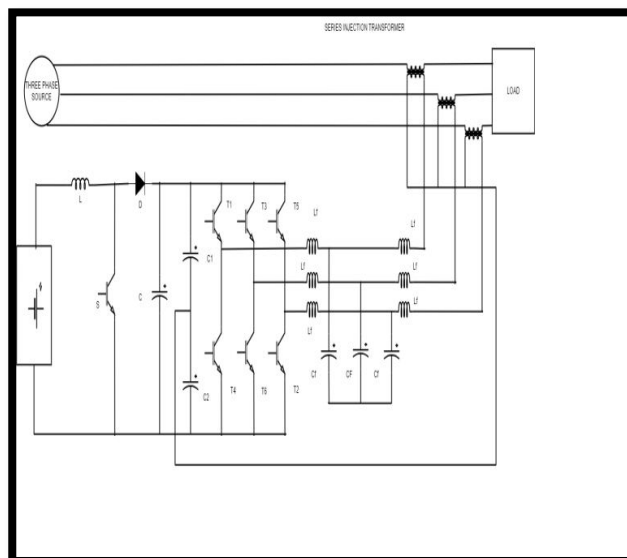 SERIES INJECTION TRANSFORMER
THREE PHASE
SOURCE
LOAD
L
D
T1
T3
T5
Lf
Lf
C1
Lf
Lf
S
C
Lf
Lf
C2
T4
T6
T2
Cf
CF
Cf